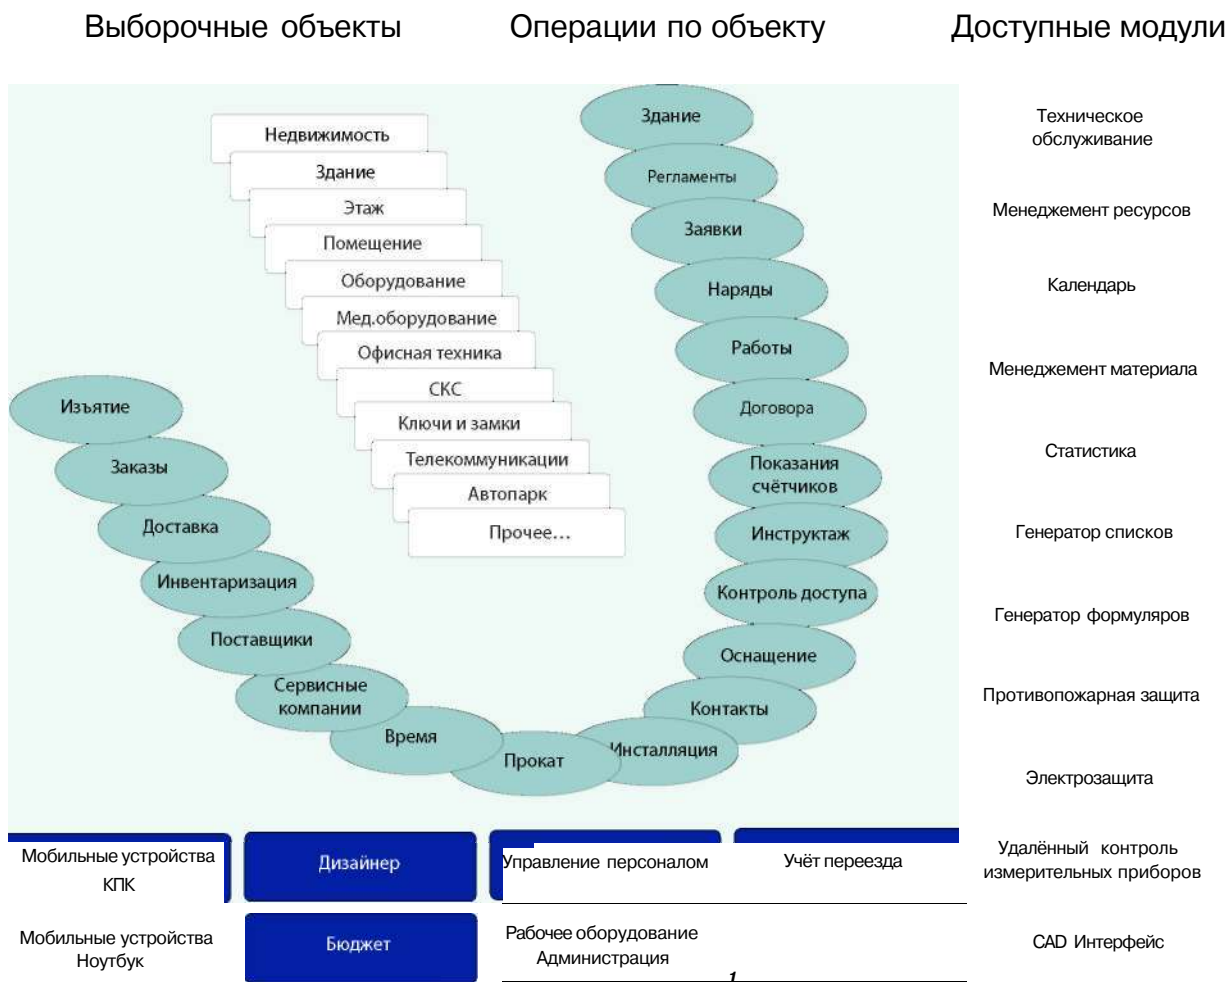 Выборочные объекты
Операции по объекту
Доступные модули
Недвижимость
Здание
Этаж
Помещение
Оборудование
Мед.оборудование
Офисная техника
СКС
Ключи и замки
Телекоммуникации
Автопарк
Прочее...
Изъятие
Заказы
Доставка
Инвентаризация
Поставщики
Сервисные
компании
Время
Прокат
Инсталляция
Контакты
Оснащение
Контроль доступа
Инструктаж
Показания
счётчиков
Договора
Работы
Наряды
Заявки
Регламенты
Здание
Техническое
обслуживание
Менеджемент ресурсов
Календарь
Менеджемент материала
Статистика
Генератор списков
Генератор формуляров
Противопожарная защита
Электрозащита
Удалённый контроль
измерительных приборов
CAD Интерфейс
Мобильные устройства
КПК
Дизайнер
Управление персоналом
Учёт переезда
Мобильные устройства
Ноутбук
Бюджет
Рабочее оборудование
Администрация
1